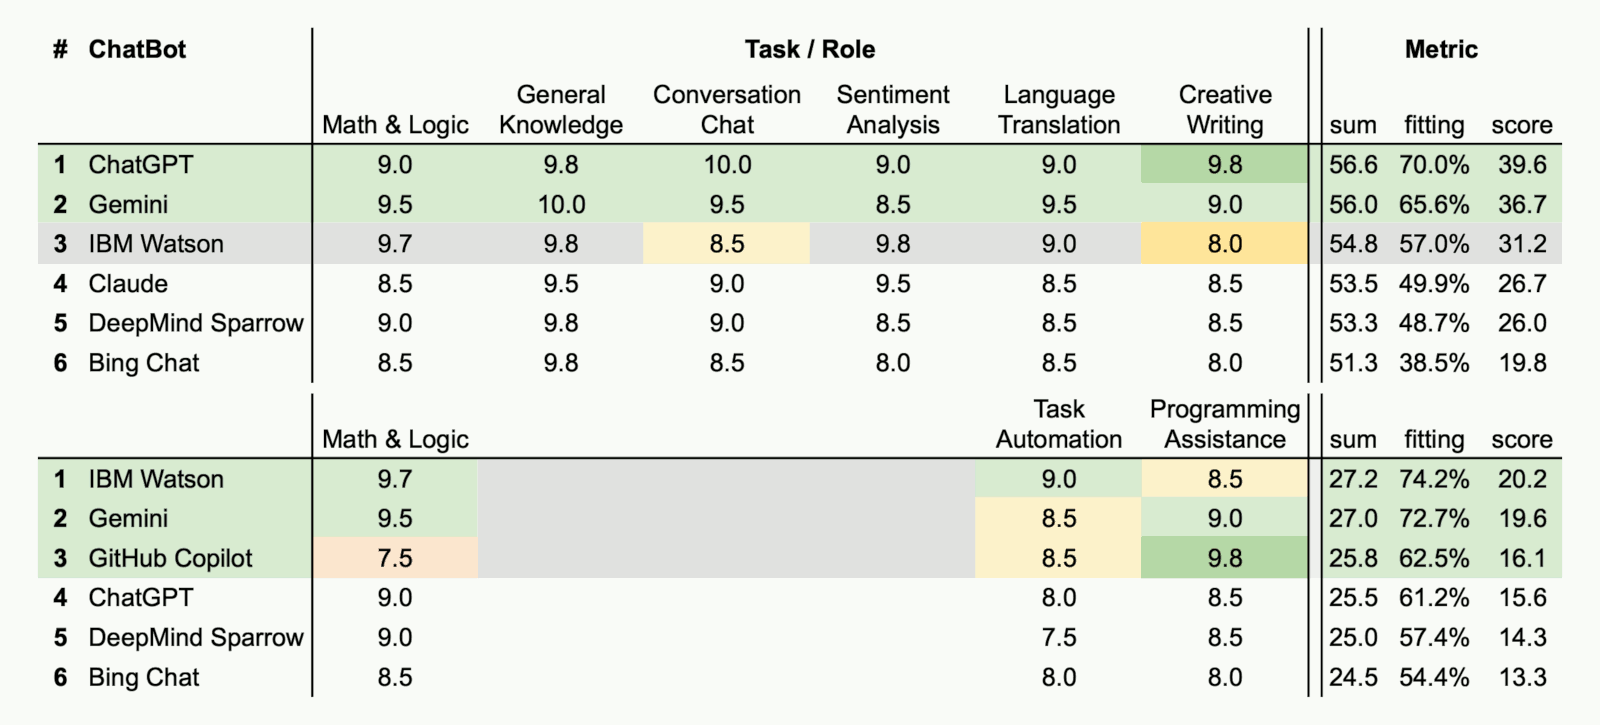 # ChatBot Task / Role Metric
Math & Logic General Knowledge Conversation Chat Sentiment Analysis Language Translation Creative Writing sum fitting score
1 ChatGPT 9.0 9.8 10.0 9.0 9.0 9.8 56.6 70.0% 39.6
2 Gemini 9.5 10.0 9.5 8.5 9.5 9.0 56.0 65.6% 36.7
3 IBM Watson 9.7 9.8 8.5 9.8 9.0 8.0 54.8 57.0% 31.2
4 Claude 8.5 9.5 9.0 9.5 8.5 8.5 53.5 49.9% 26.7
5 DeepMind Sparrow 9.0 9.8 9.0 8.5 8.5 8.5 53.3 48.7% 26.0
6 Bing Chat 8.5 9.8 8.5 8.0 8.5 8.0 51.3 38.5% 19.8
Math & Logic Task Automation Programming Assistance sum fitting score
1 IBM Watson 9.7 9.0 8.5 27.2 74.2% 20.2
2 Gemini 9.5 8.5 9.0 27.0 72.7% 19.6
3 GitHub Copilot 7.5 8.5 9.8 25.8 62.5% 16.1
4 ChatGPT 9.0 8.0 8.5 25.5 61.2% 15.6
5 DeepMind Sparrow 9.0 7.5 8.5 25.0 57.4% 14.3
6 Bing Chat 8.5 8.0 8.0 24.5 54.4% 13.3